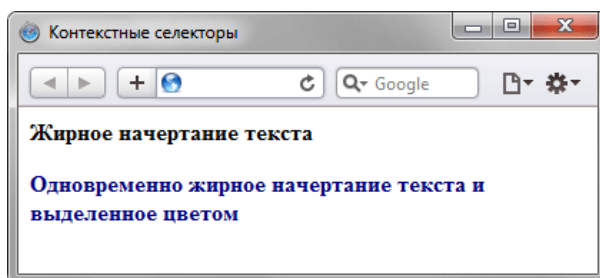 Контекстные селекторы
Google
Жирное начертание текста
Одновременно жирное начертание текста и
выделенное цветом